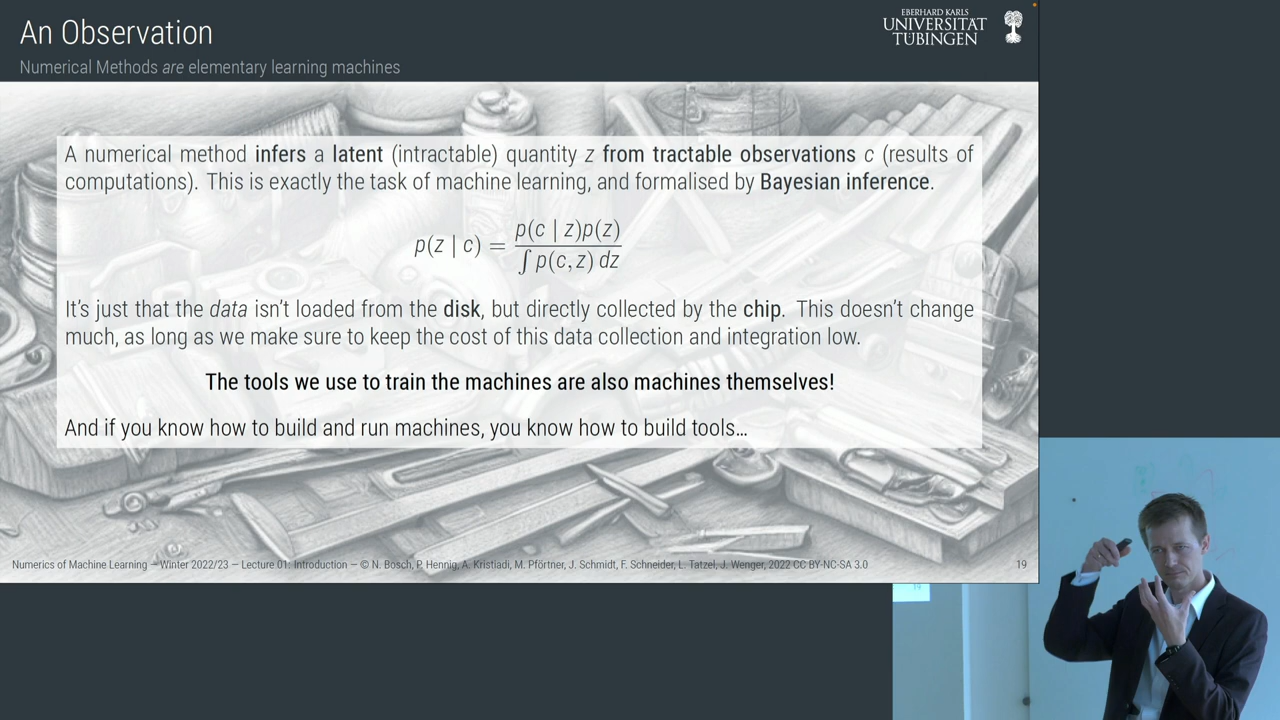 An Observation
Numerical Methods are elementary learning machines
EBERHARD KARLS
UNIVERSITÄT
TÜBINGEN
A numerical method infers a latent (intractable) quantity z from tractable observations c (results of
computations). This is exactly the task of machine learning, and formalised by Bayesian inference.
p(z | c) = p(c | z)p(z) / ∫ p(c, z) dz
It's just that the data isn't loaded from the disk, but directly collected by the chip. This doesn't change
much, as long as we make sure to keep the cost of this data collection and integration low.
The tools we use to train the machines are also machines themselves!
And if you know how to build and run machines, you know how to build tools…
Numerics of Machine Learning — Winter 2022/23 — Lecture 01: Introduction — © N. Bosch, P. Hennig, A. Kristiadi, M. Pförtner, J. Schmidt, F. Schneider, L. Tatzel, J. Wenger, 2022 CC BY-NC-SA 3.0
19